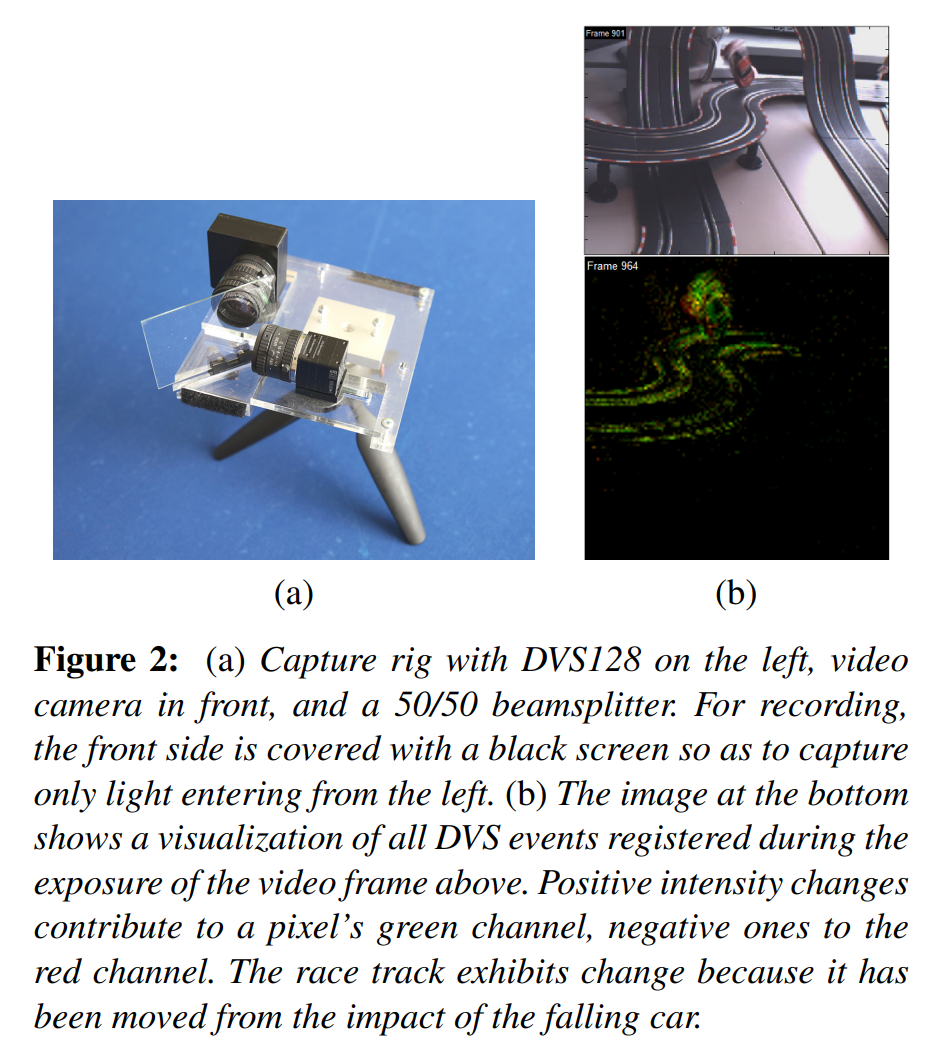 Frame 901
Frame 964
(a)
(b)
Figure 2: (a) Capture rig with DVS128 on the left, video
camera in front, and a 50/50 beamsplitter. For recording,
the front side is covered with a black screen so as to capture
only light entering from the left. (b) The image at the bottom
shows a visualization of all DVS events registered during the
exposure of the video frame above. Positive intensity changes
contribute to a pixel's green channel, negative ones to the
red channel. The race track exhibits change because it has
been moved from the impact of the falling car.